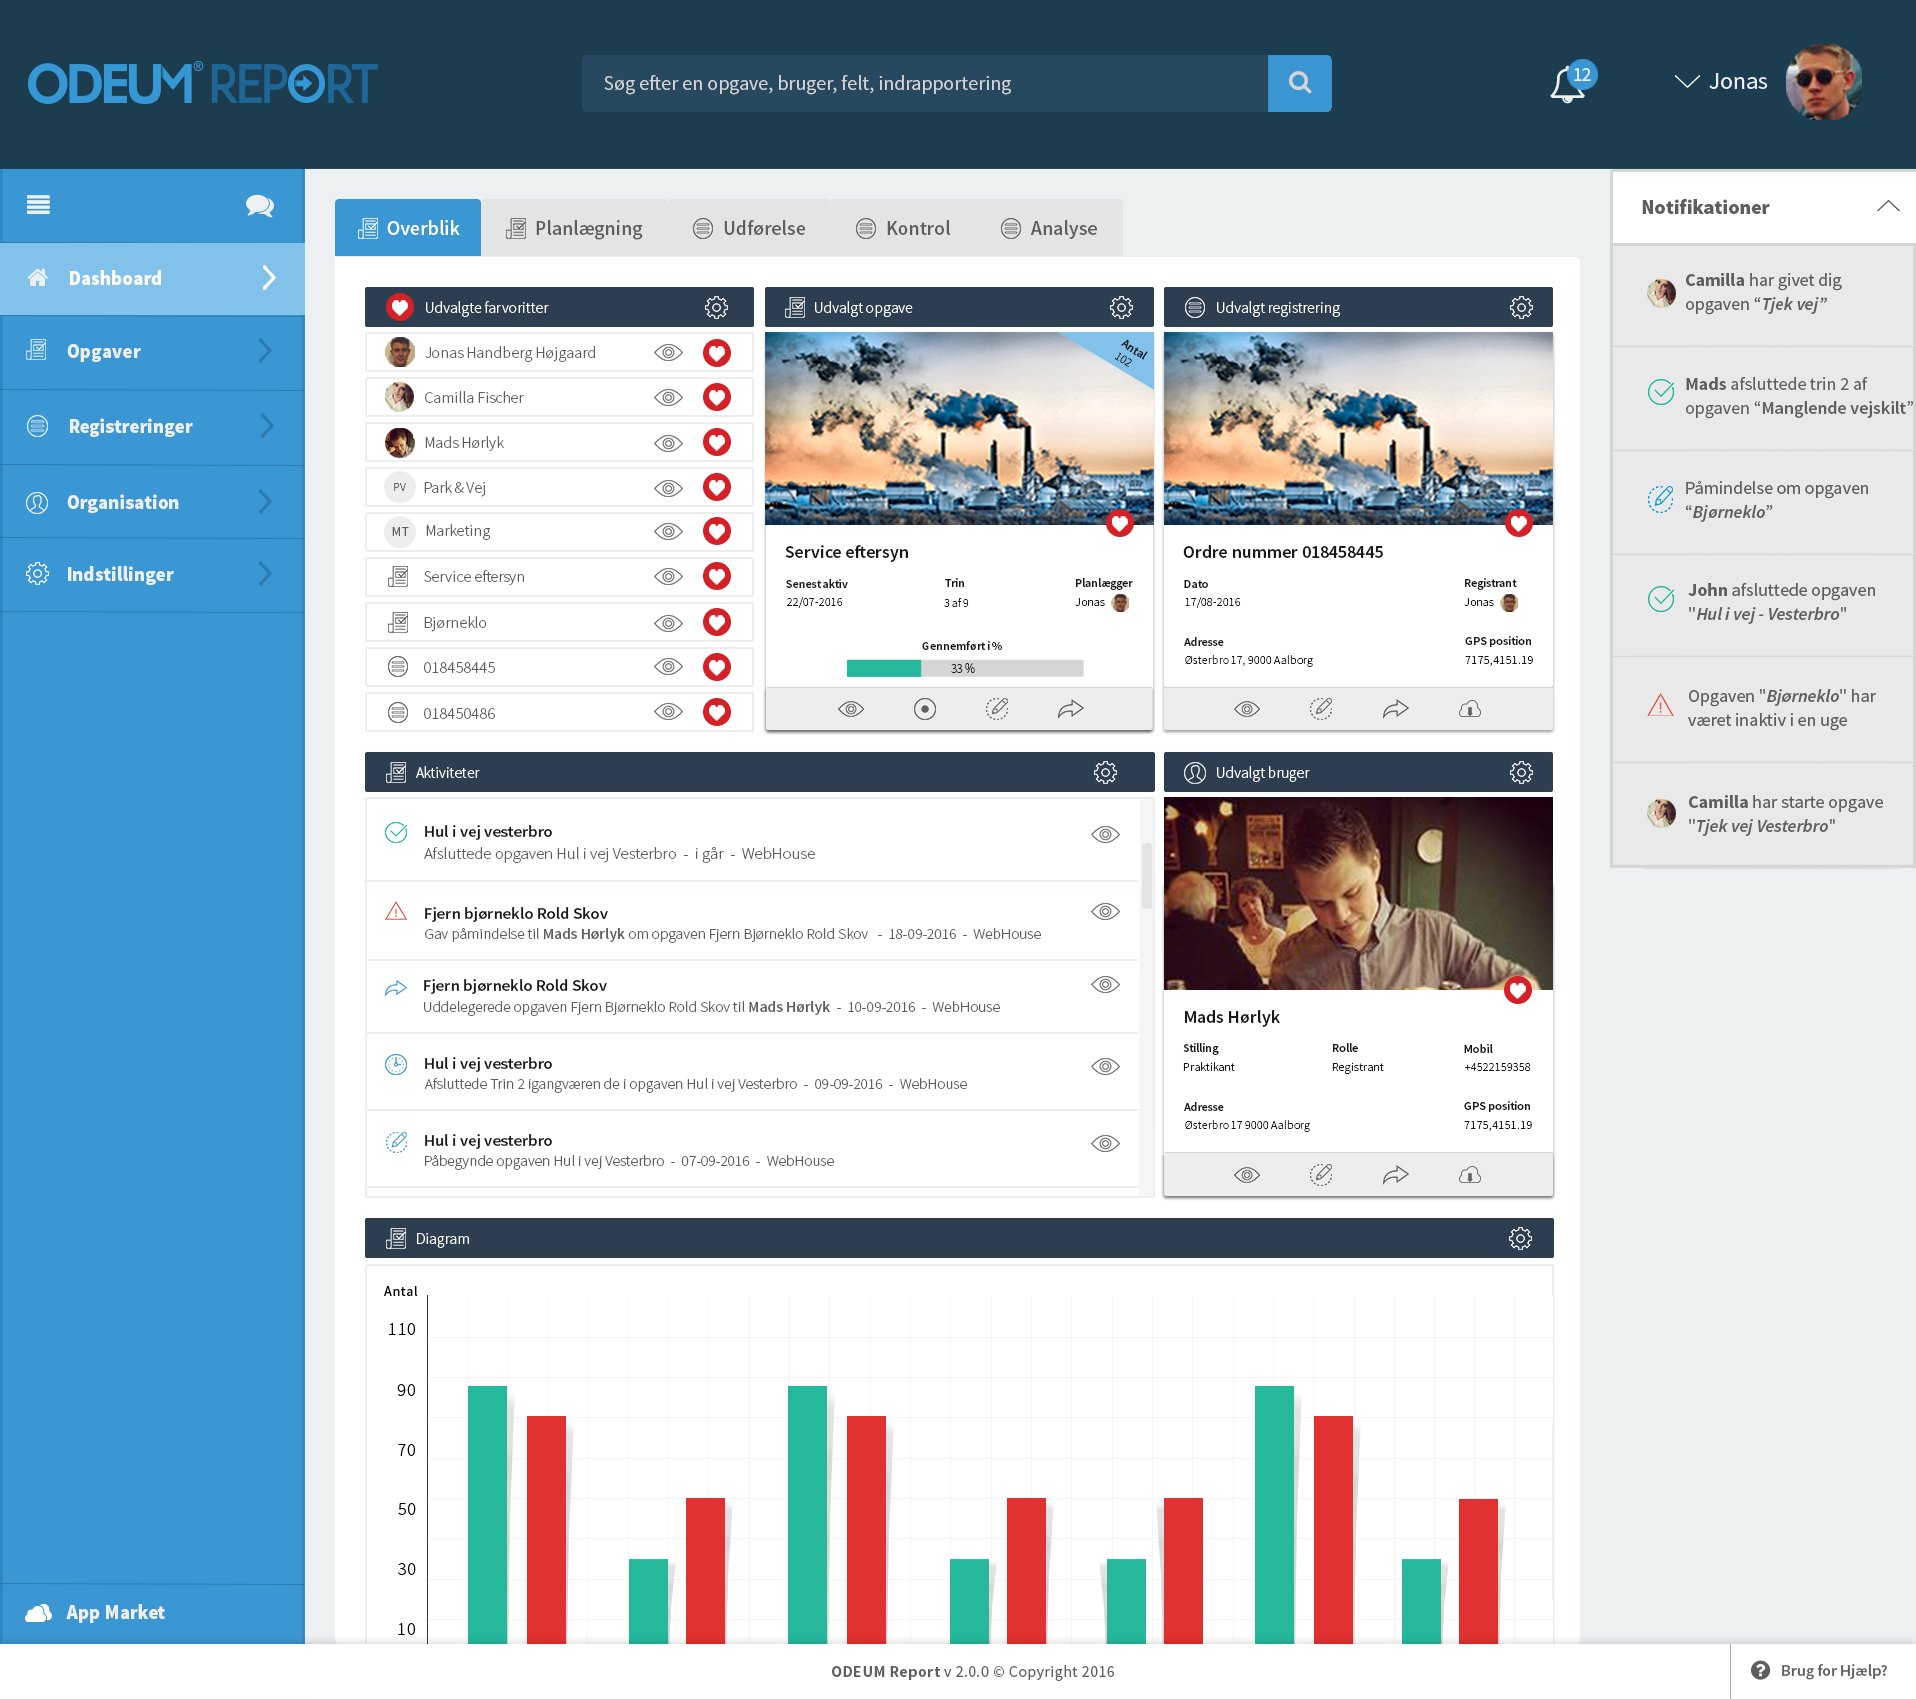 ODEUM® REPORT
Søg efter en opgave, bruger, felt, indrapportering
12
Jonas
Dashboard
Opgaver
Registreringer
Organisation
Indstillinger
App Market
Overblik
Planlægning
Udførelse
Kontrol
Analyse
Udvalgte farvoritter
Jonas Handberg Højgaard
Camilla Fischer
Mads Hørlyk
PV Park & Vej
MT Marketing
Service eftersyn
Bjørneklo
018458445
018450486
Udvalgt opgave
Antal
102
Service eftersyn
Senest aktiv
22/07-2016
Trin
3 af 9
Planlægger
Jonas
Gennemført i %
33 %
Udvalgt registrering
Ordre nummer 018458445
Dato
17/08-2016
Registrant
Jonas
Adresse
Østerbro 17, 9000 Aalborg
GPS position
7175,4151.19
Aktiviteter
Hul i vej vesterbro
Afsluttede opgaven Hul i vej Vesterbro - i går - WebHouse
Fjern bjørneklo Rold Skov
Gav påmindelse til Mads Hørlyk om opgaven Fjern Bjørneklo Rold Skov - 18-09-2016 - WebHouse
Fjern bjørneklo Rold Skov
Uddelegerede opgaven Fjern Bjørneklo Rold Skov til Mads Hørlyk - 10-09-2016 - WebHouse
Hul i vej vesterbro
Afsluttede Trin 2 igangværen de i opgaven Hul i vej Vesterbro - 09-09-2016 - WebHouse
Hul i vej vesterbro
Påbegynde opgaven Hul i vej Vesterbro - 07-09-2016 - WebHouse
Udvalgt bruger
Mads Hørlyk
Stilling
Praktikant
Rolle
Registrant
Mobil
+4522159358
Adresse
Østerbro 17 9000 Aalborg
GPS position
7175,4151.19
Diagram
Antal
110
90
70
50
30
10
Notifikationer
Camilla har givet dig
opgaven “Tjek vej”
Mads afsluttede trin 2 af
opgaven “Manglende vejskilt”
Påmindelse om opgaven
“Bjørneklo”
John afsluttede opgaven
"Hul i vej - Vesterbro"
Opgaven "Bjørneklo" har
været inaktiv i en uge
Camilla har starte opgave
"Tjek vej Vesterbro"
ODEUM Report v 2.0.0 © Copyright 2016
Brug for Hjælp?